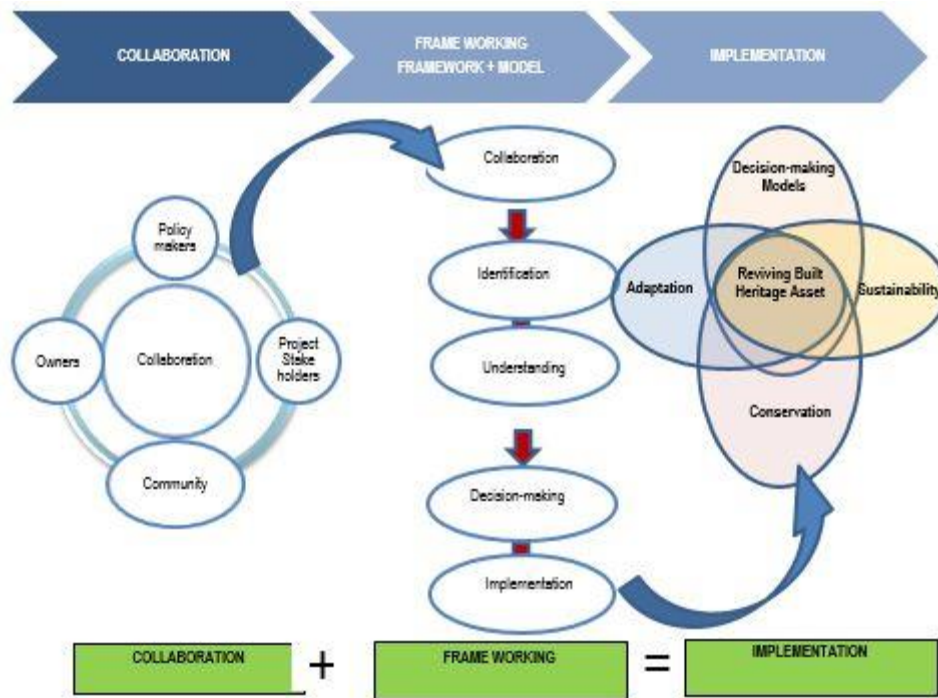 COLLABORATION
FRAME WORKING
FRAMEWORK + MODEL
IMPLEMENTATION
Policy
makers
Owners
Collaboration
Project
Stake
holders
Community
Collaboration
Identification
Understanding
Decision-making
Implementation
Decision-making
Models
Adaptation
Reviving Built
Heritage Asset
Sustainability
Conservation
COLLABORATION
+
FRAME WORKING
=
IMPLEMENTATION